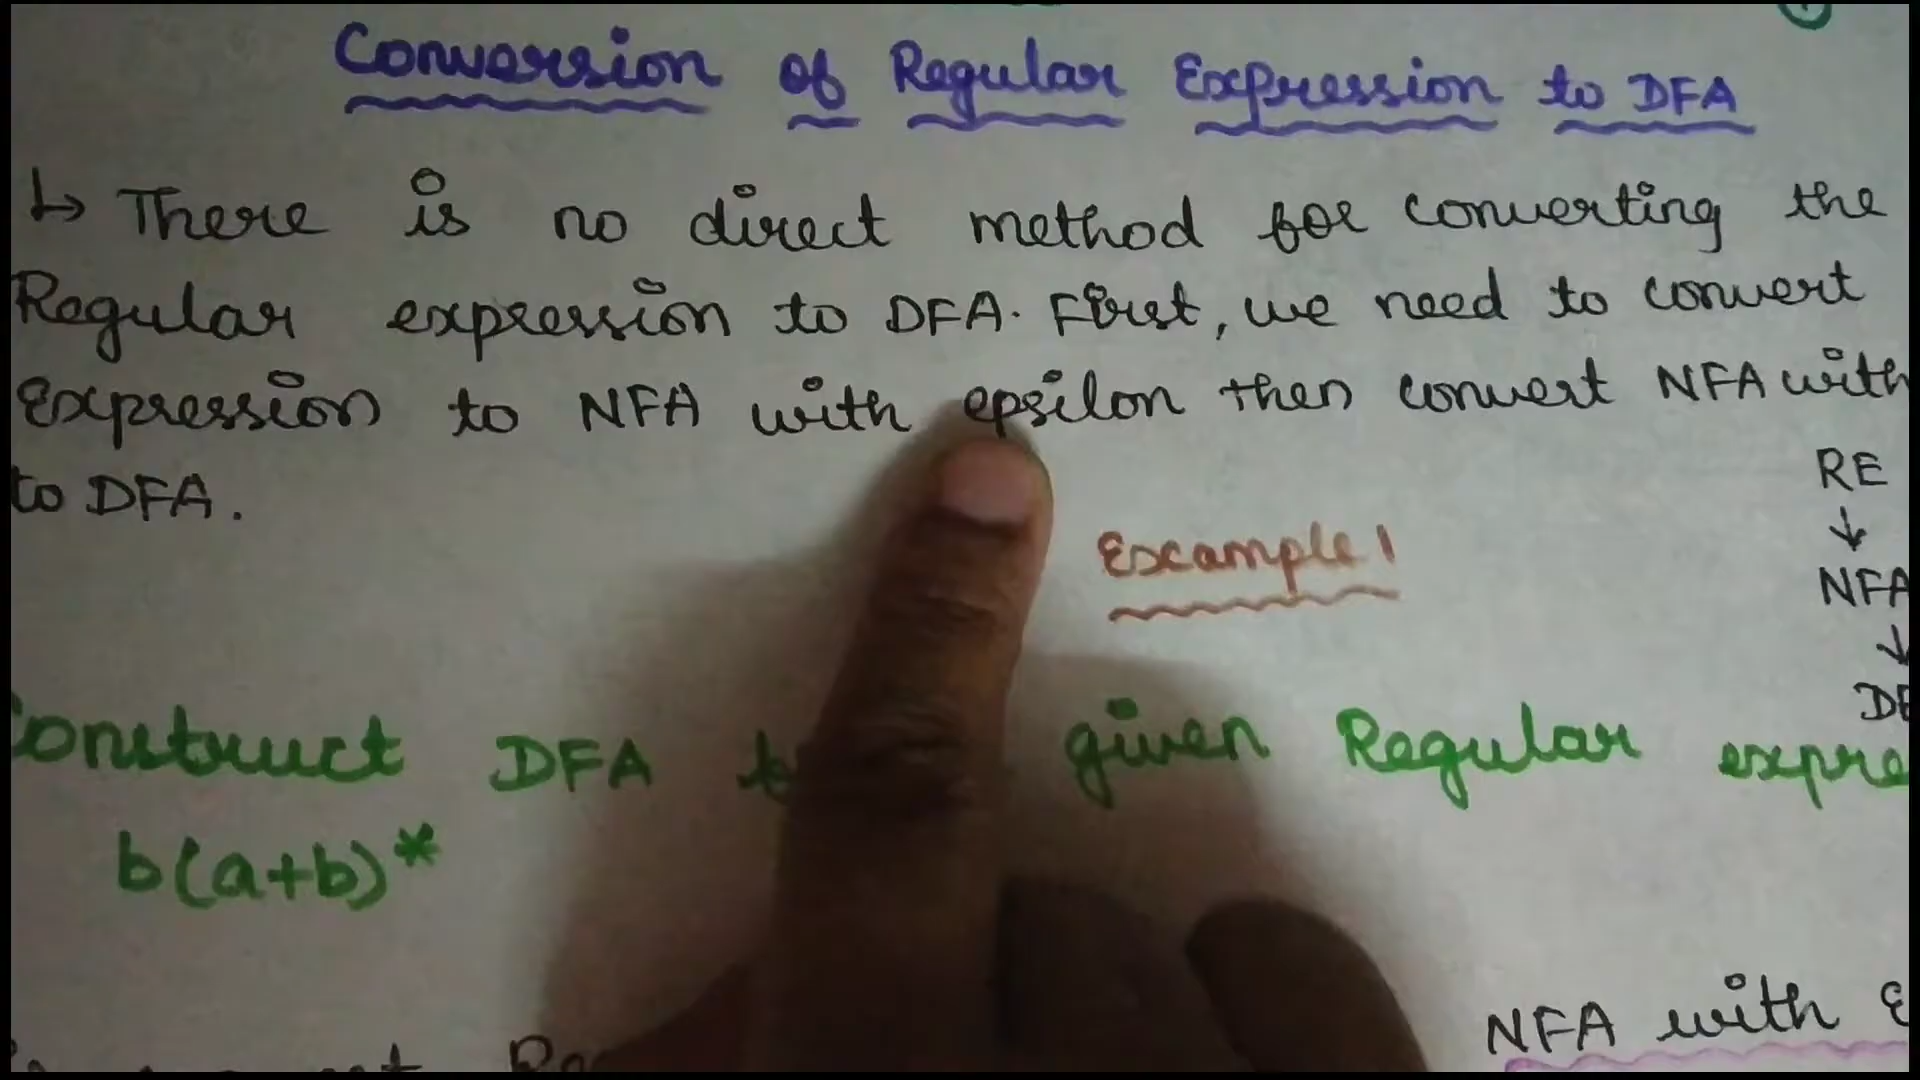 Conversion of Regular Expression to DFA
↳ There is no direct method for converting the
Regular expression to DFA. First, we need to convert
Expression to NFA with epsilon then convert NFA with
to DFA.
RE
↓
NFA
↓
Example 1
Construct DFA given Regular
b(a+b)*
NFA with ε